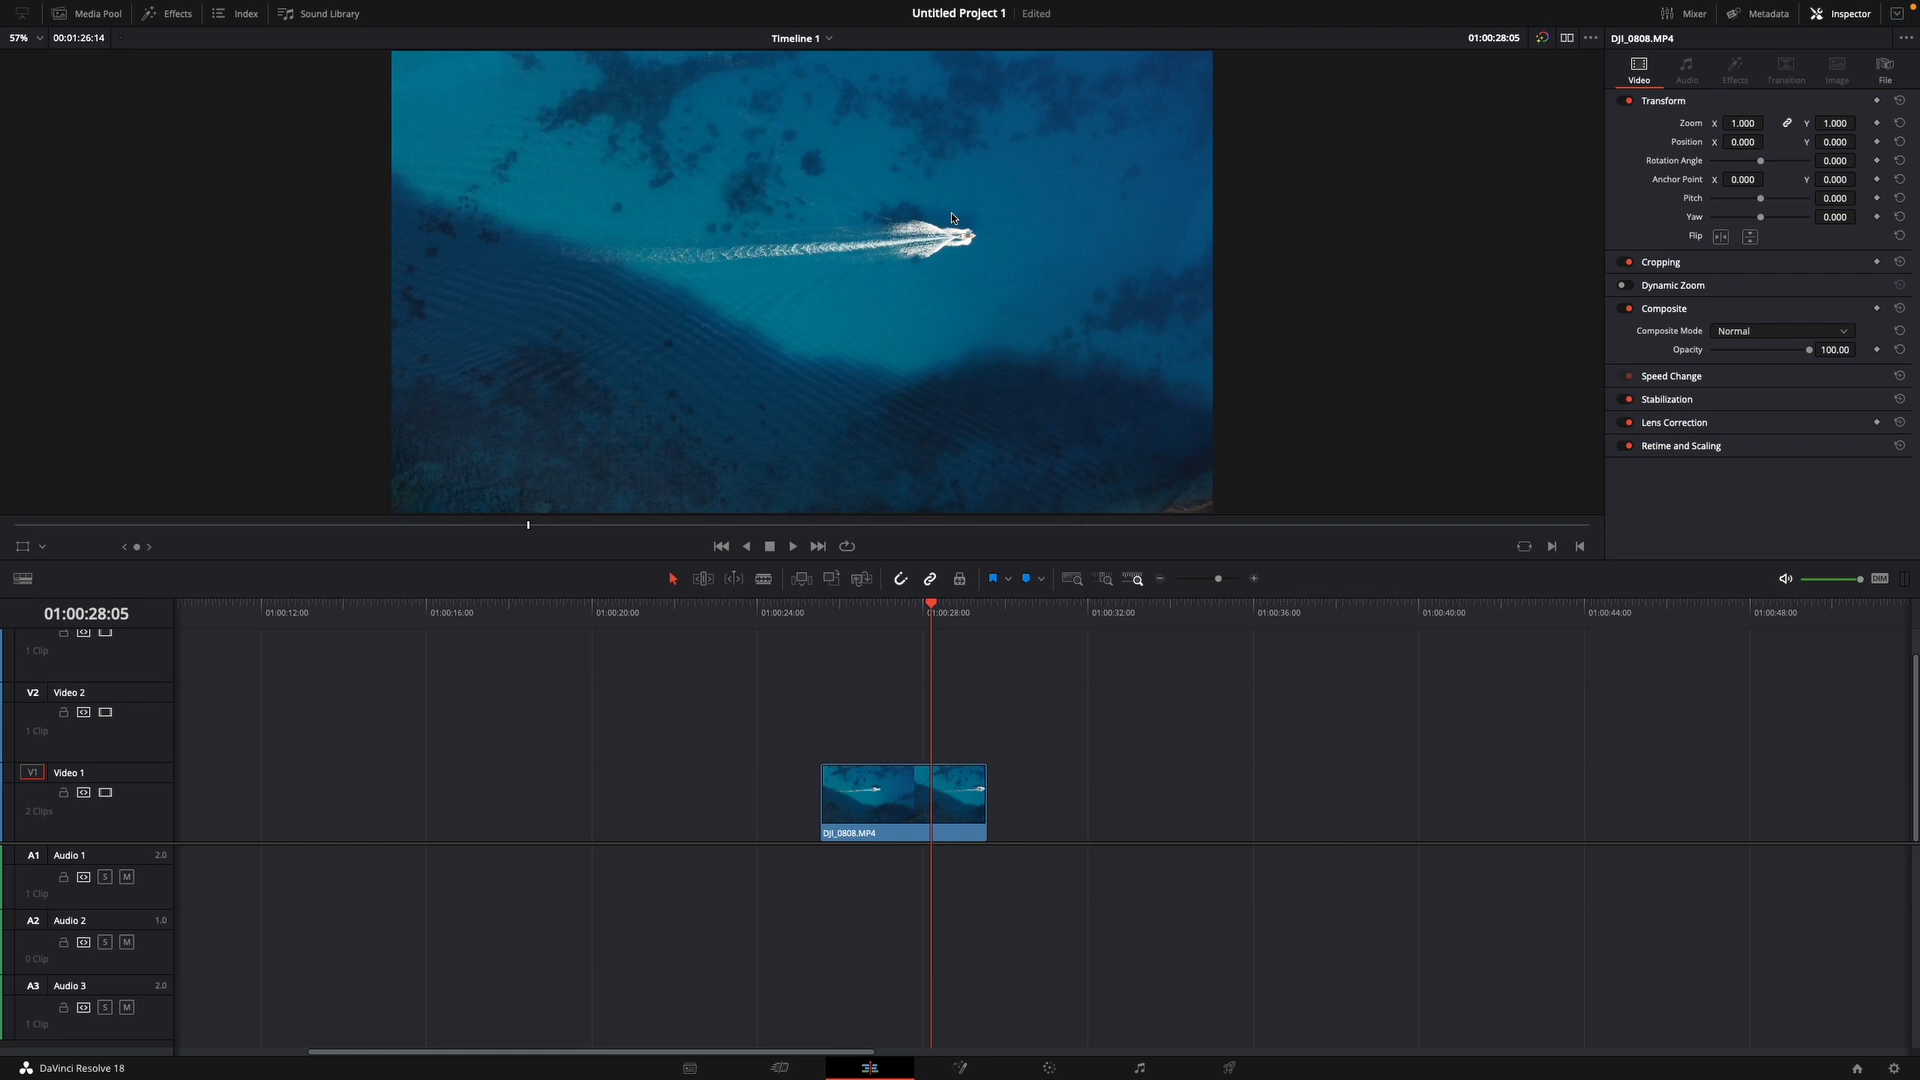 Media Pool Effects Index Sound Library Untitled Project 1 Edited Mixer Metadata Inspector
57% 00:01:26:14 Timeline 1 01:00:28:05 DJI_0808.MP4
Video Audio Effects Transition Image File
Transform
Zoom X 1.000 Y 1.000
Position X 0.000 Y 0.000
Rotation Angle 0.000
Anchor Point X 0.000 Y 0.000
Pitch 0.000
Yaw 0.000
Flip
Cropping
Dynamic Zoom
Composite
Composite Mode Normal
Opacity 100.00
Speed Change
Stabilization
Lens Correction
Retime and Scaling
DIM
01:00:28:05 01:00:12:00 01:00:16:00 01:00:20:00 01:00:24:00 01:00:28:00 01:00:32:00 01:00:36:00 01:00:40:00 01:00:44:00 01:00:48:00
1 Clip
V2 Video 2
1 Clip
V1 Video 1
2 Clips
DJI_0808.MP4
A1 Audio 1 2.0
S M
1 Clip
A2 Audio 2 1.0
S M
0 Clip
A3 Audio 3 2.0
S M
1 Clip
DaVinci Resolve 18